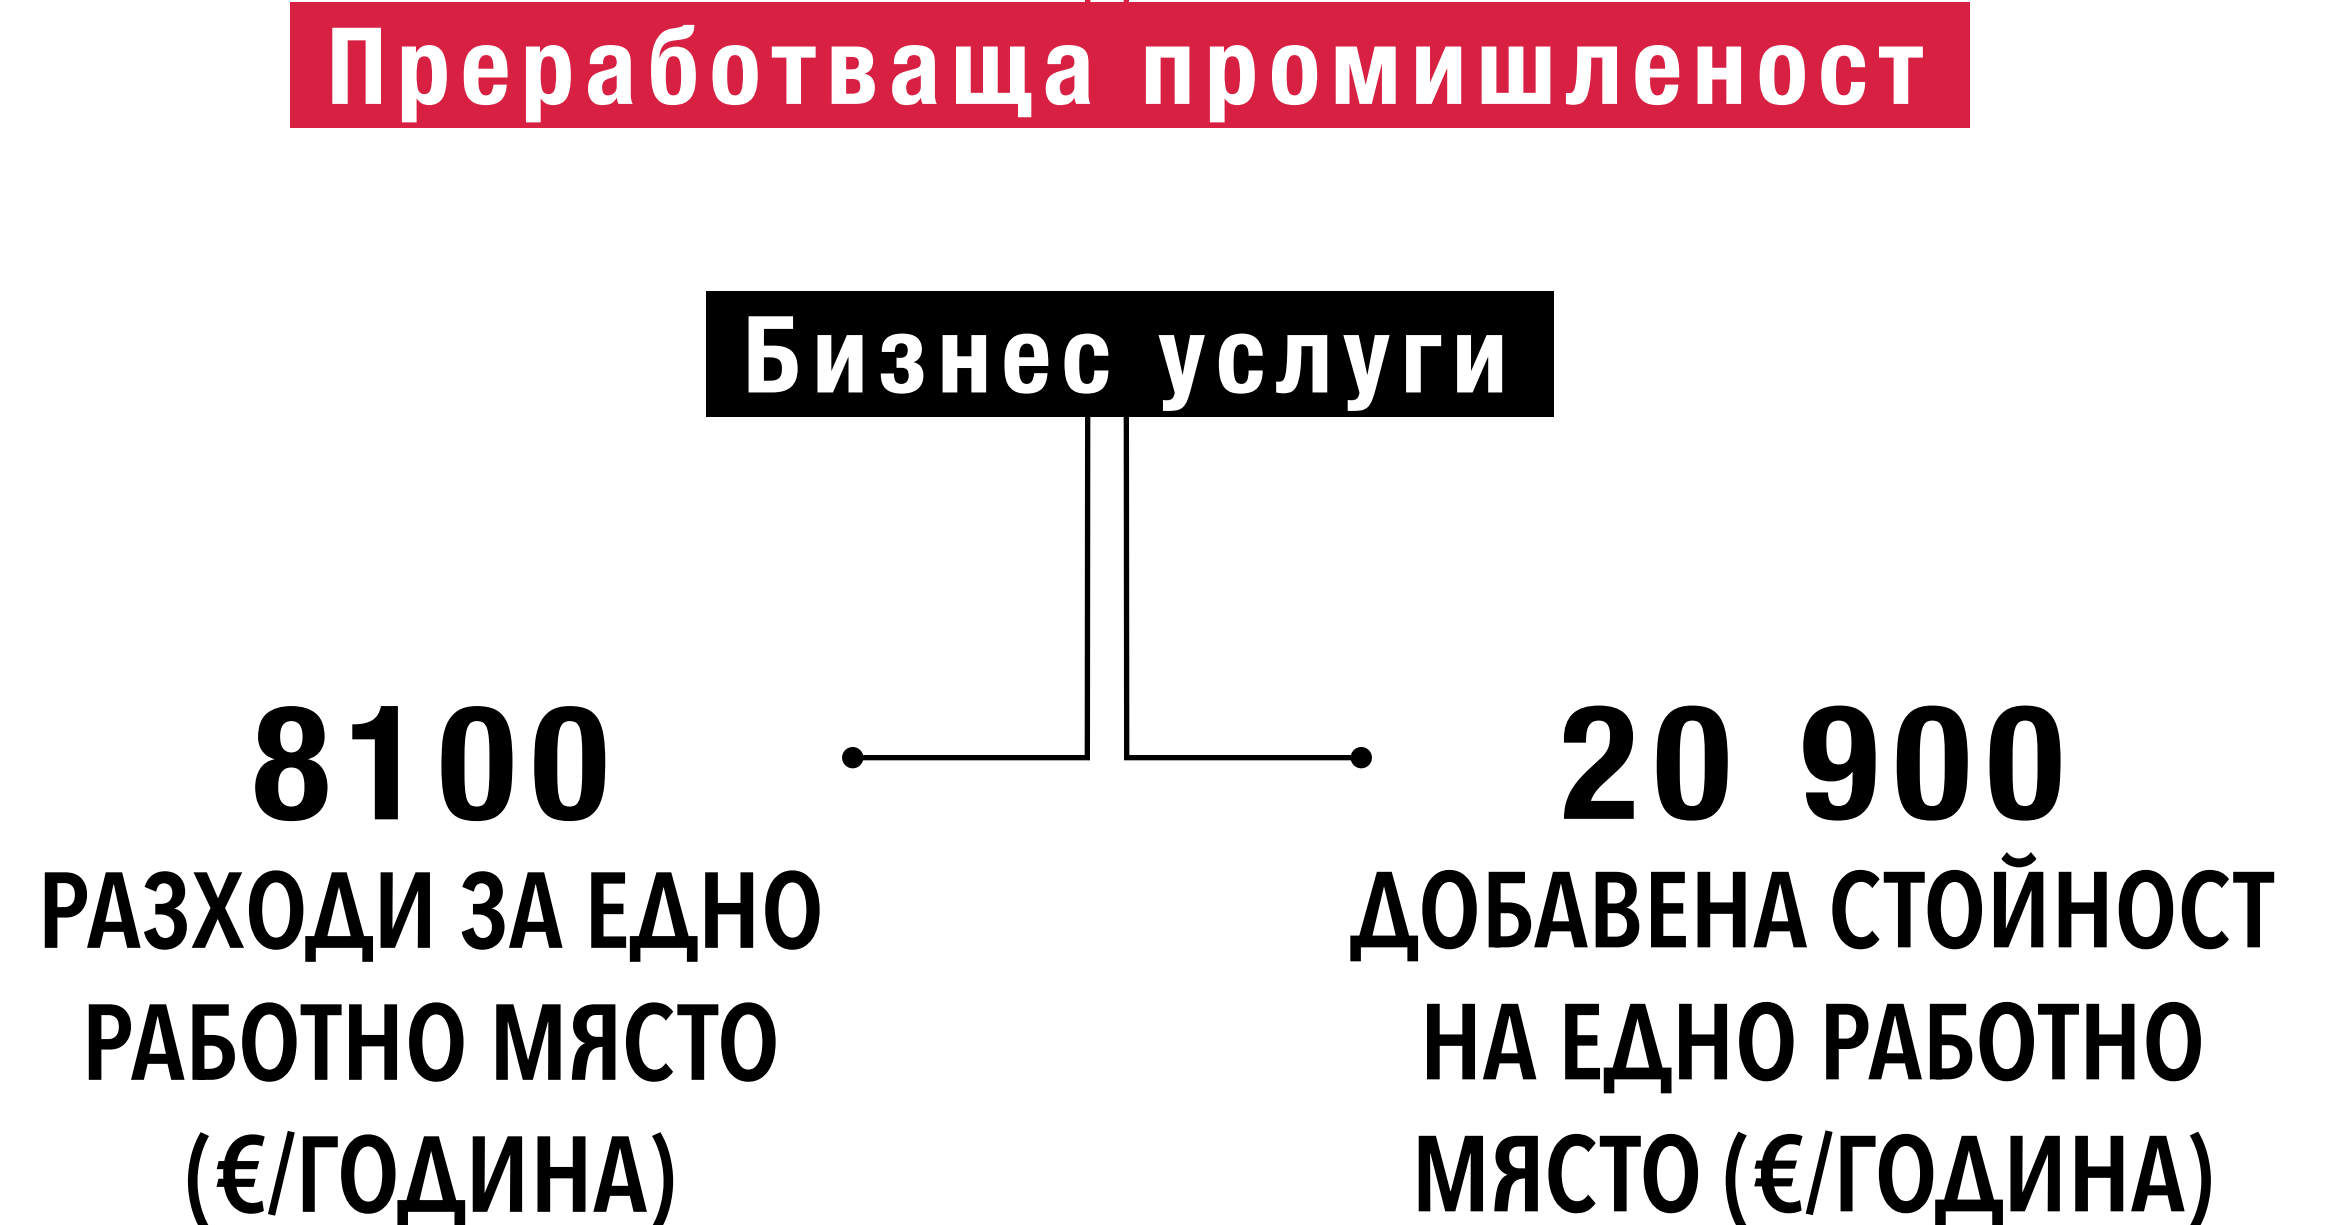 Преработваща промишленост
Бизнес услуги
8100
РАЗХОДИ ЗА ЕДНО
РАБОТНО МЯСТО
(€/ГОДИНА)
20 900
ДОБАВЕНА СТОЙНОСТ
НА ЕДНО РАБОТНО
МЯСТО (€/ГОДИНА)